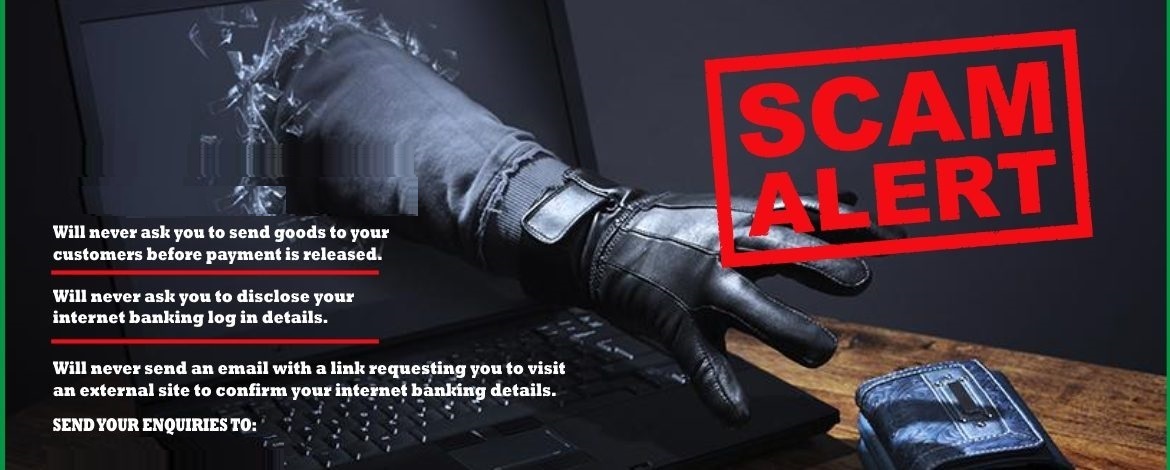 SCAM
ALERT
Will never ask you to send goods to your
customers before payment is released.
Will never ask you to disclose your
internet banking log in details.
Will never send an email with a link requesting you to visit
an external site to confirm your internet banking details.
SEND YOUR ENQUIRIES TO: